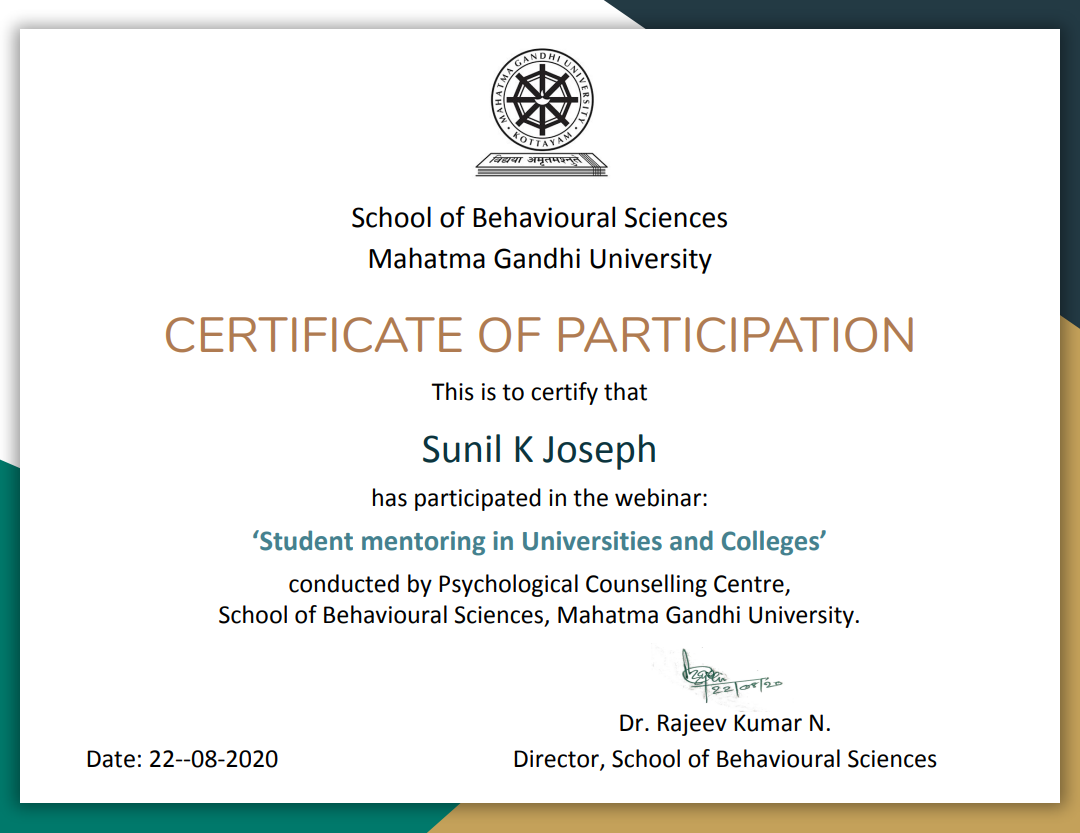 MAHATMA GANDHI UNIVERSITY
KOTTAYAM
विद्यया अमृतमश्नुते
School of Behavioural Sciences
Mahatma Gandhi University
CERTIFICATE OF PARTICIPATION
This is to certify that
Sunil K Joseph
has participated in the webinar:
‘Student mentoring in Universities and Colleges’
conducted by Psychological Counselling Centre,
School of Behavioural Sciences, Mahatma Gandhi University.
22/08/20
Dr. Rajeev Kumar N.
Date: 22--08-2020
Director, School of Behavioural Sciences